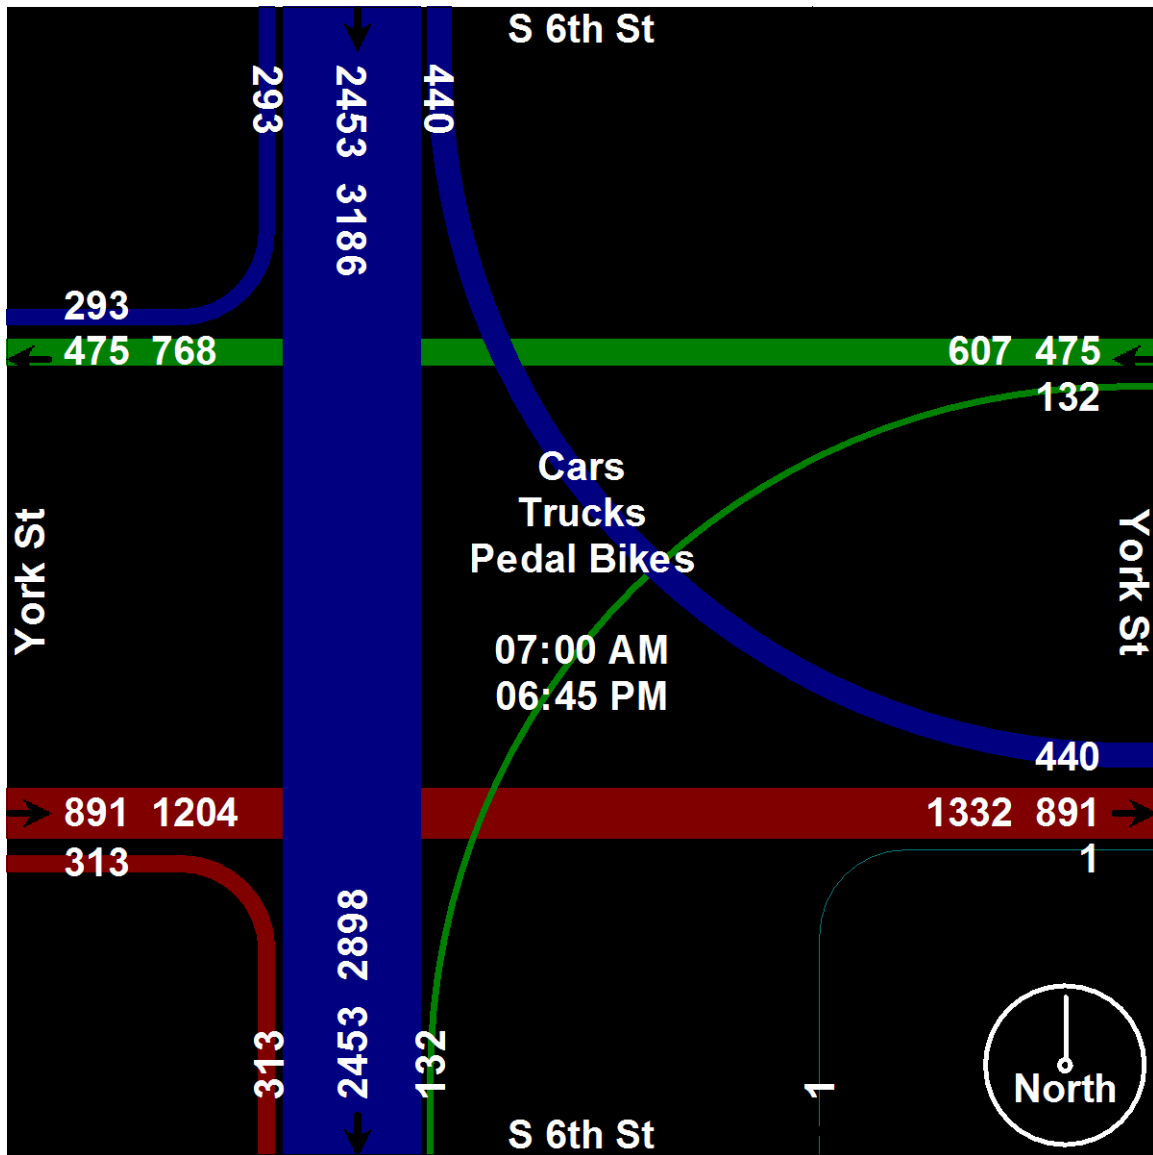 S 6th St
293
2453 3186
440
293
475 768
607 475
132
York St
Cars
Trucks
Pedal Bikes
York St
07:00 AM
06:45 PM
440
891 1204
1332 891
313
1
313
2453 2898
132
1
North
S 6th St